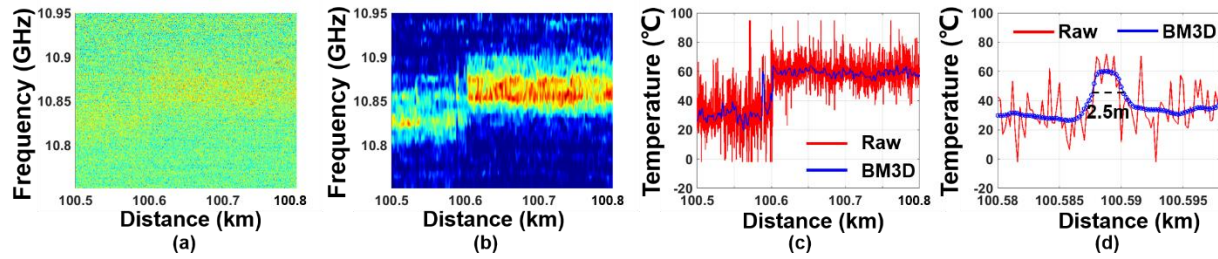 Frequency (GHz)
10.95
10.9
10.85
10.8
100.5 100.6 100.7 100.8
Distance (km)
(a)
Frequency (GHz)
10.95
10.9
10.85
10.8
100.5 100.6 100.7 100.8
Distance (km)
(b)
Temperature (℃)
100
80
60
40
20
0
-20
Raw
BM3D
100.5 100.6 100.7 100.8
Distance (km)
(c)
Temperature (℃)
100
80
60
40
20
0
-20
Raw BM3D
2.5m
100.58 100.585 100.59 100.595
Distance (km)
(d)